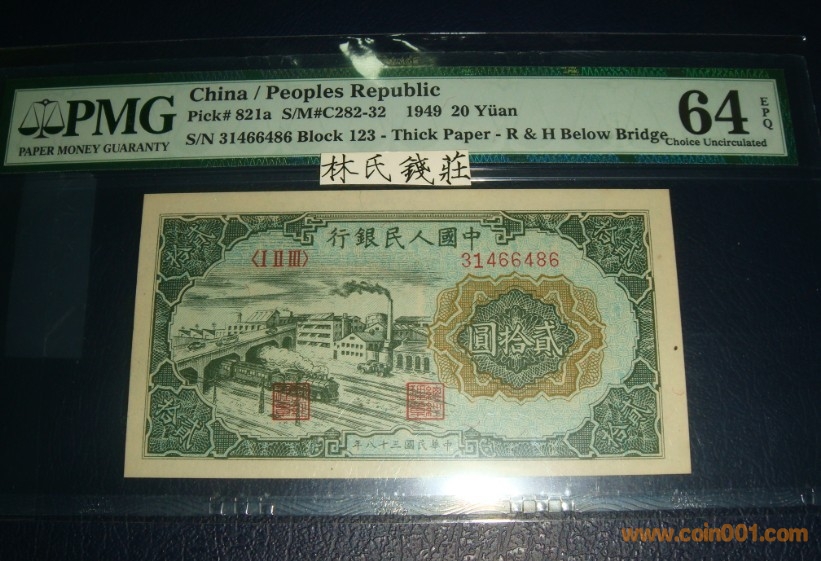 China / Peoples Republic
Pick# 821a S/M#C282-32 1949 20 Yüan
S/N 31466486 Block 123 - Thick Paper - R & H Below Bridge
PMG
PAPER MONEY GUARANTY
64
EPQ
Choice Uncirculated
林氏錢莊
行銀民人國中
〈I II III〉
31466486
圓拾貳
年八十三國民華中
www.coin001.com